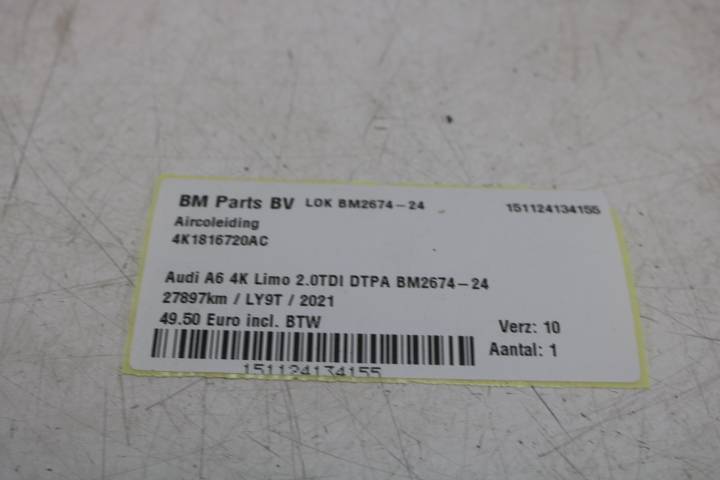 BM Parts BV LOK BM2674-24 151124134155
Aircoleiding
4K1816720AC
Audi A6 4K Limo 2.0TDI DTPA BM2674-24
27897km / LY9T / 2021
49.50 Euro incl. BTW Verz: 10
Aantal: 1
151124134155